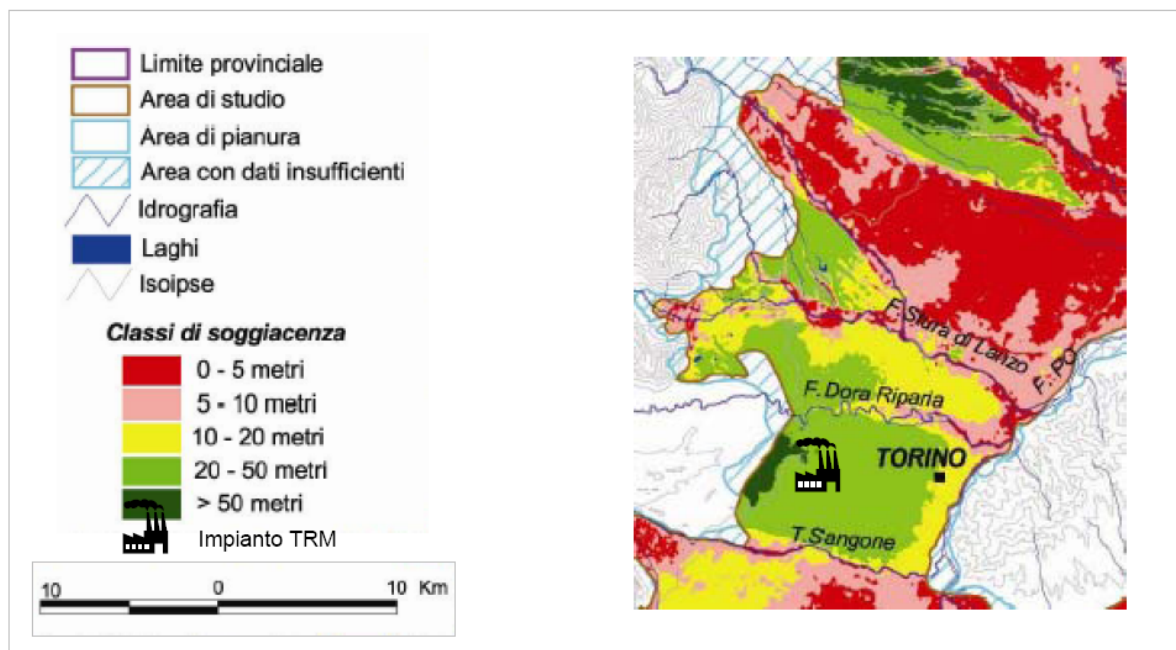 Limite provinciale
Area di studio
Area di pianura
Area con dati insufficienti
Idrografia
Laghi
Isoipse
Classi di soggiacenza
0 - 5 metri
5 - 10 metri
10 - 20 metri
20 - 50 metri
> 50 metri
Impianto TRM
10 0 10 Km
F. Stura di Lanzo
F. PO
F. Dora Riparia
TORINO
T. Sangone